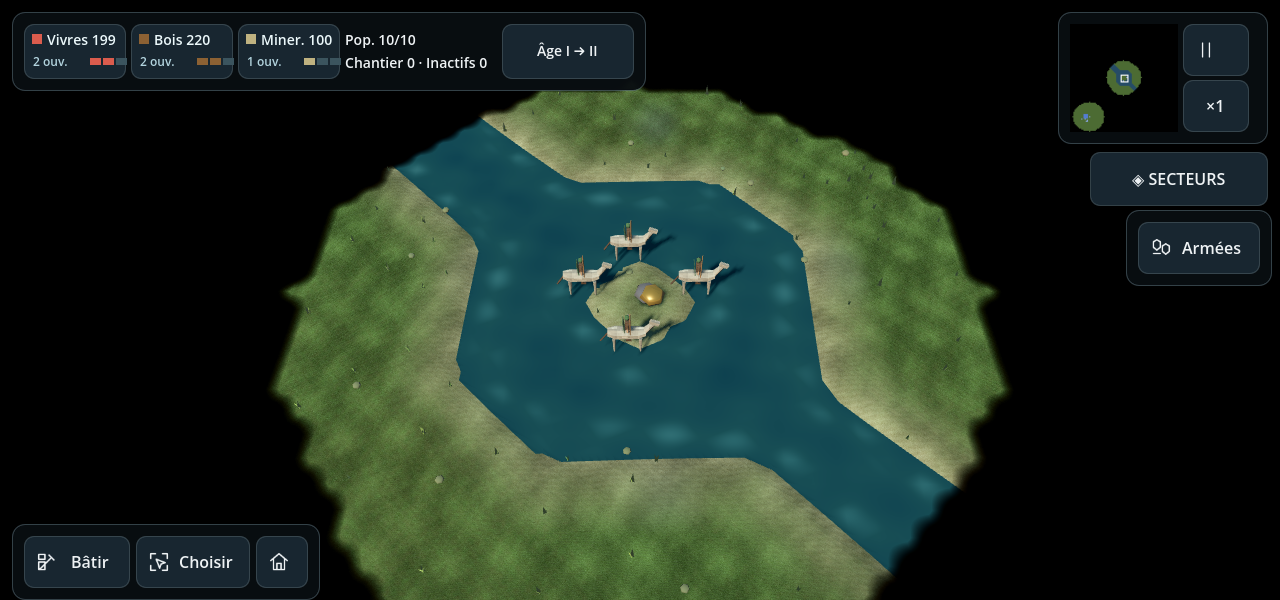 Vivres 199
2 ouv.
Bois 220
2 ouv.
Miner. 100
1 ouv.
Pop. 10/10
Chantier 0 · Inactifs 0
Âge I → II
×1
◈ SECTEURS
Armées
Bâtir
Choisir